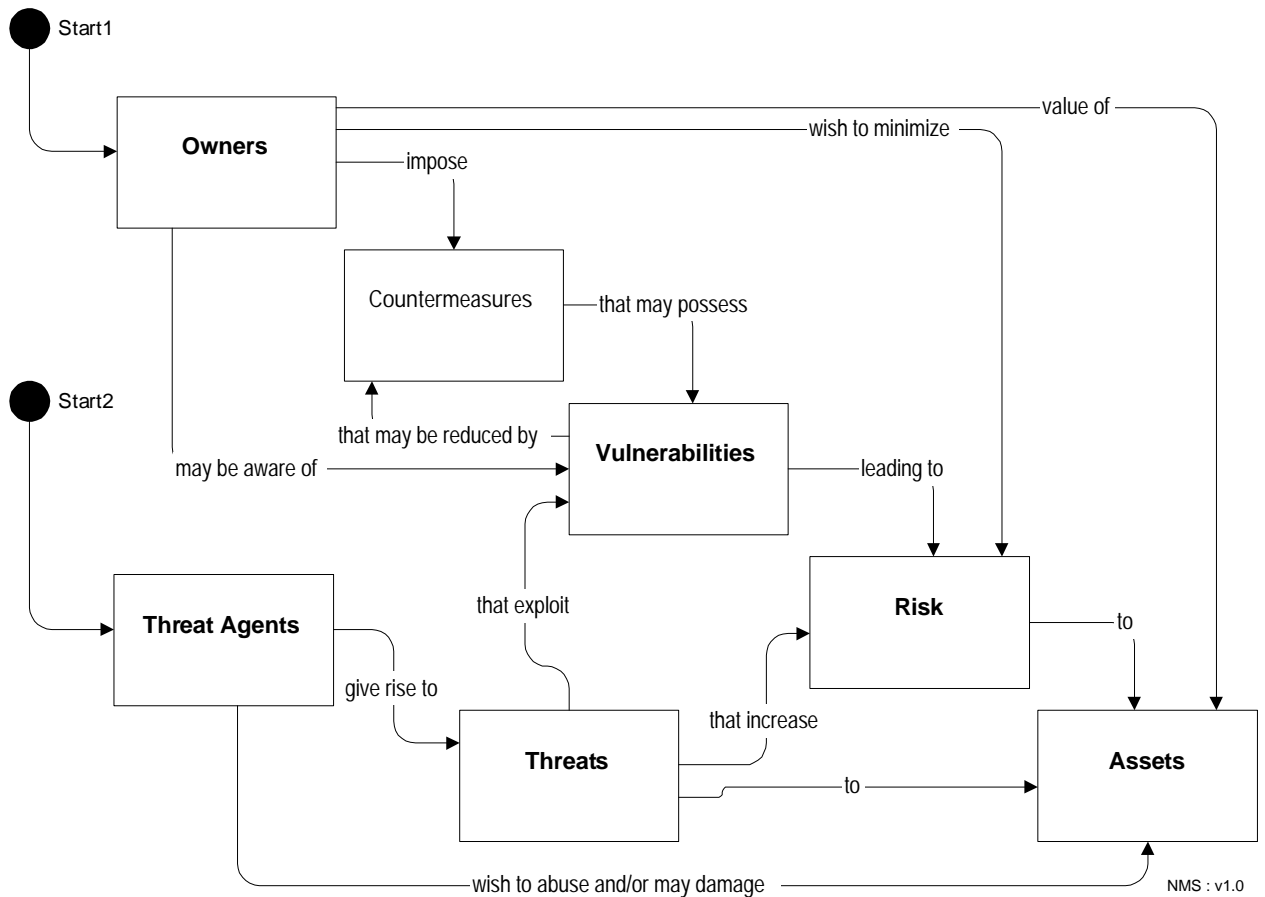 Start1
value of
Owners
wish to minimize
impose
Countermeasures
that may possess
Start2
that may be reduced by
Vulnerabilities
may be aware of
leading to
that exploit
Risk
Threat Agents
to
give rise to
that increase
Threats
Assets
to
wish to abuse and/or may damage
NMS : v1.0